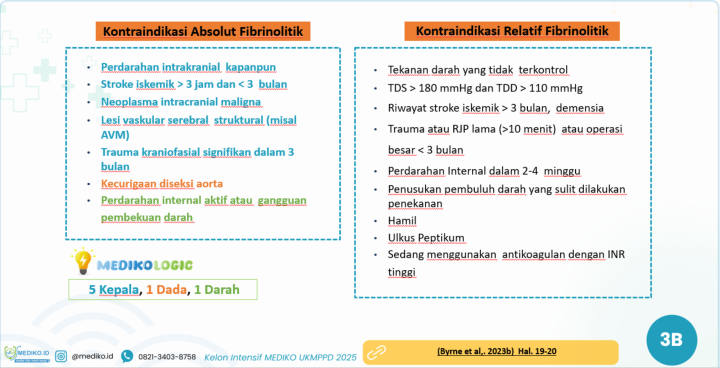 Kontraindikasi Absolut Fibrinolitik
Perdarahan intrakranial kapanpun
Stroke iskemik > 3 jam dan < 3 bulan
Neoplasma intracranial maligna
Lesi vaskular serebral struktural (misal
AVM)
Trauma kraniofasial signifikan dalam 3
bulan
Kecurigaan diseksi aorta
Perdarahan internal aktif atau gangguan
pembekuan darah
MEDIKOLOGIC
5 Kepala, 1 Dada, 1 Darah
Kontraindikasi Relatif Fibrinolitik
Tekanan darah yang tidak terkontrol
TDS > 180 mmHg dan TDD > 110 mmHg
Riwayat stroke iskemik > 3 bulan, demensia
Trauma atau RJP lama (>10 menit) atau operasi
besar < 3 bulan
Perdarahan Internal dalam 2-4 minggu
Penusukan pembuluh darah yang sulit dilakukan
penekanan
Hamil
Ulkus Peptikum
Sedang menggunakan antikoagulan dengan INR
tinggi
MEDIKO.ID
@mediko.id
0821-3403-8758
Kelon Intensif MEDIKO UKMPPD 2025
(Byrne et al,. 2023b) Hal. 19-20
3B